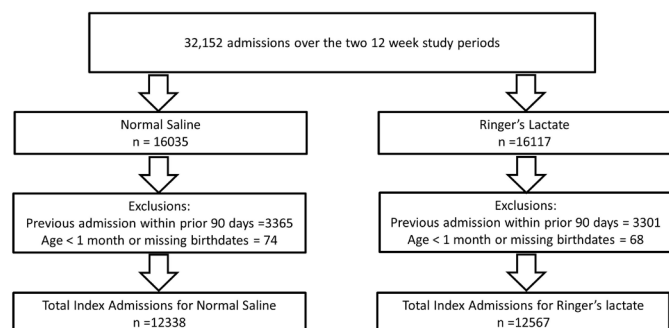 32,152 admissions over the two 12 week study periods
Normal Saline
n = 16035
Ringer’s Lactate
n =16117
Exclusions:
Previous admission within prior 90 days =3365
Age < 1 month or missing birthdates = 74
Exclusions:
Previous admission within prior 90 days = 3301
Age < 1 month or missing birthdates = 68
Total Index Admissions for Normal Saline
n =12338
Total Index Admissions for Ringer’s lactate
n =12567